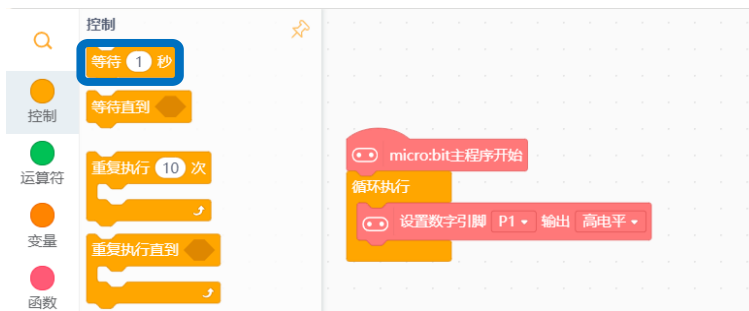 控制
等待 1 秒
控制
等待直到
重复执行 10 次
运算符
变量
重复执行直到
函数
micro:bit主程序开始
循环执行
设置数字引脚 P1 输出 高电平